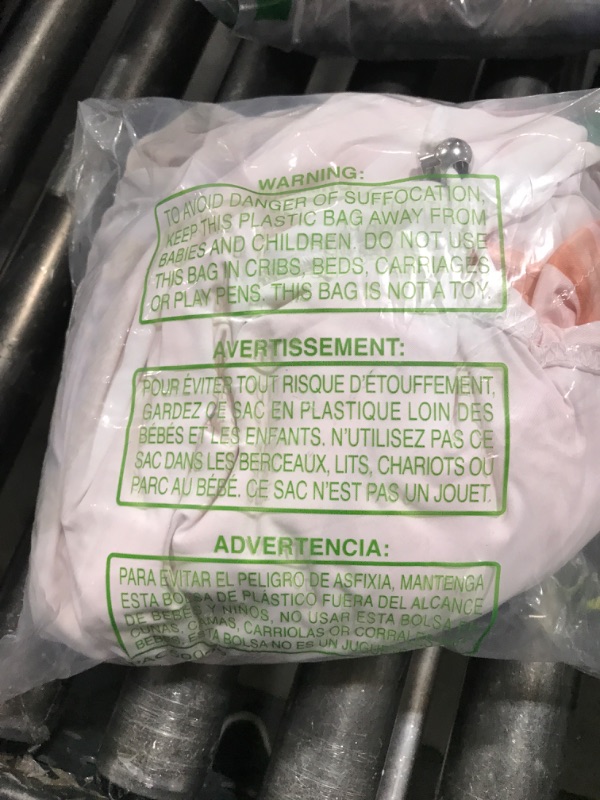 WARNING:
TO AVOID DANGER OF SUFFOCATION,
KEEP THIS PLASTIC BAG AWAY FROM
BABIES AND CHILDREN. DO NOT USE
THIS BAG IN CRIBS, BEDS, CARRIAGES
OR PLAY PENS. THIS BAG IS NOT A TOY.
AVERTISSEMENT:
POUR ÉVITER TOUT RISQUE D'ÉTOUFFEMENT,
GARDEZ CE SAC EN PLASTIQUE LOIN DES
BÉBÉS ET LES ENFANTS. N'UTILISEZ PAS CE
SAC DANS LES BERCEAUX, LITS, CHARIOTS OU
PARC AU BÉBÉ. CE SAC N'EST PAS UN JOUET.
ADVERTENCIA:
PARA EVITAR EL PELIGRO DE ASFIXIA, MANTENGA
ESTA BOLSA DE PLÁSTICO FUERA DEL ALCANCE
DE BEBÉS Y NIÑOS, NO USAR ESTA BOLSA
CUNAS, CAMAS, CARRIOLAS OR CORRAL
BOLSA NO ES UN